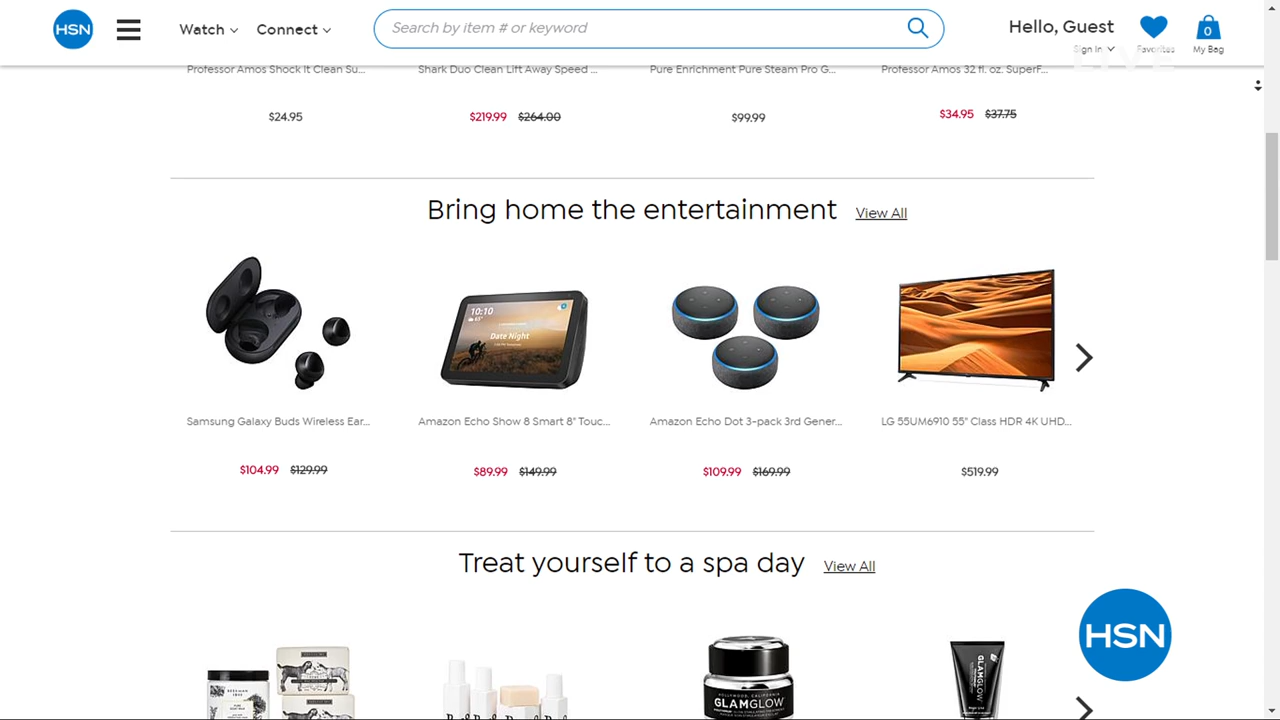 HSN
Watch
Connect
Search by item # or keyword
Hello, Guest
Sign In
Favorites
0
My Bag
LIVE
Professor Amos Shock It Clean Su...
Shark Duo Clean Lift Away Speed ...
Pure Enrichment Pure Steam Pro G...
Professor Amos 32 fl. oz. SuperF...
$24.95
$219.99 $264.00
$99.99
$34.95 $37.75
Bring home the entertainment View All
10:10
65°
Date Night
Samsung Galaxy Buds Wireless Ear...
Amazon Echo Show 8 Smart 8" Touc...
Amazon Echo Dot 3-pack 3rd Gener...
LG 55UM6910 55" Class HDR 4K UHD...
$104.99 $129.99
$89.99 $149.99
$109.99 $169.99
$519.99
Treat yourself to a spa day View All
HSN
HOLLYWOOD, CALIFORNIA
GLAMGLOW
GLAMGLOW